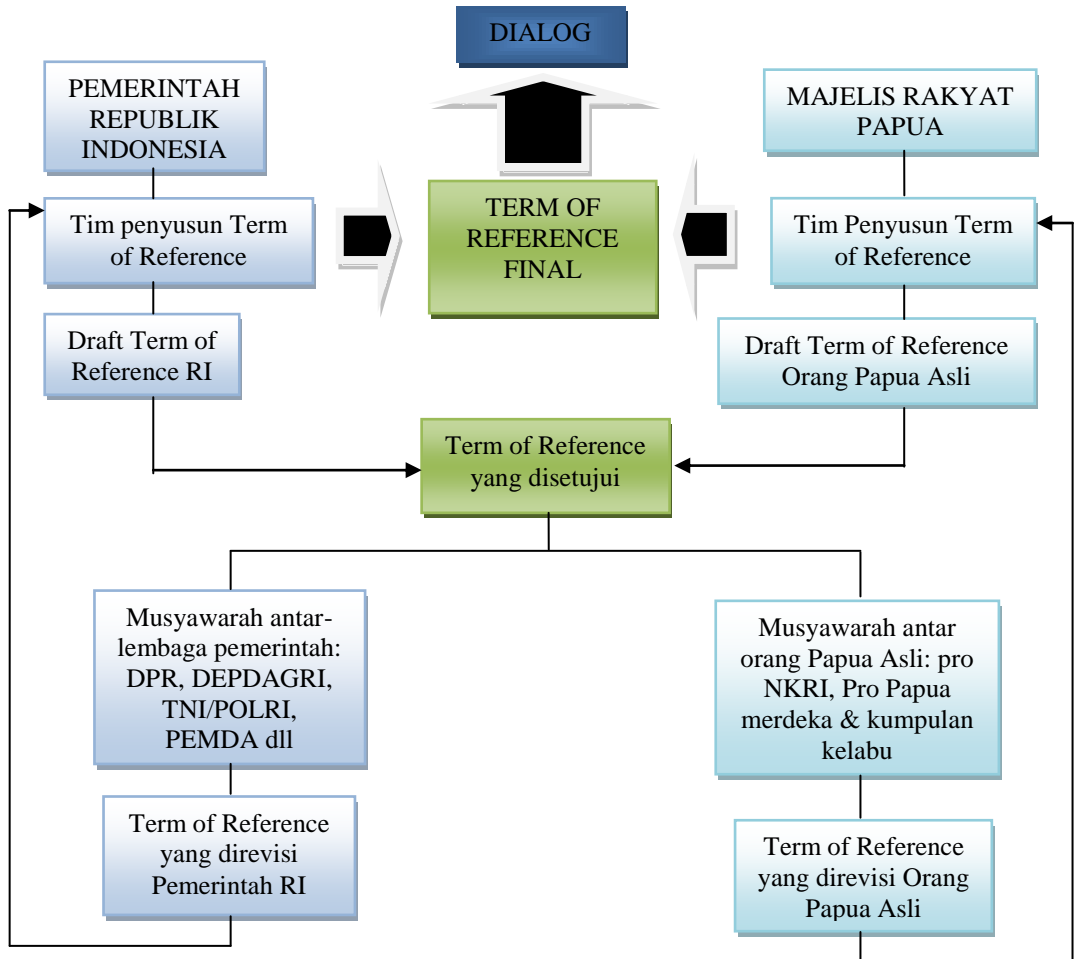 DIALOG
PEMERINTAH
REPUBLIK
INDONESIA
MAJELIS RAKYAT
PAPUA
Tim penyusun Term
of Reference
TERM OF
REFERENCE
FINAL
Tim Penyusun Term
of Reference
Draft Term of
Reference RI
Draft Term of Reference
Orang Papua Asli
Term of Reference
yang disetujui
Musyawarah antar-
lembaga pemerintah:
DPR, DEPDAGRI,
TNI/POLRI,
PEMDA dll
Musyawarah antar
orang Papua Asli: pro
NKRI, Pro Papua
merdeka & kumpulan
kelabu
Term of Reference
yang direvisi
Pemerintah RI
Term of Reference
yang direvisi Orang
Papua Asli